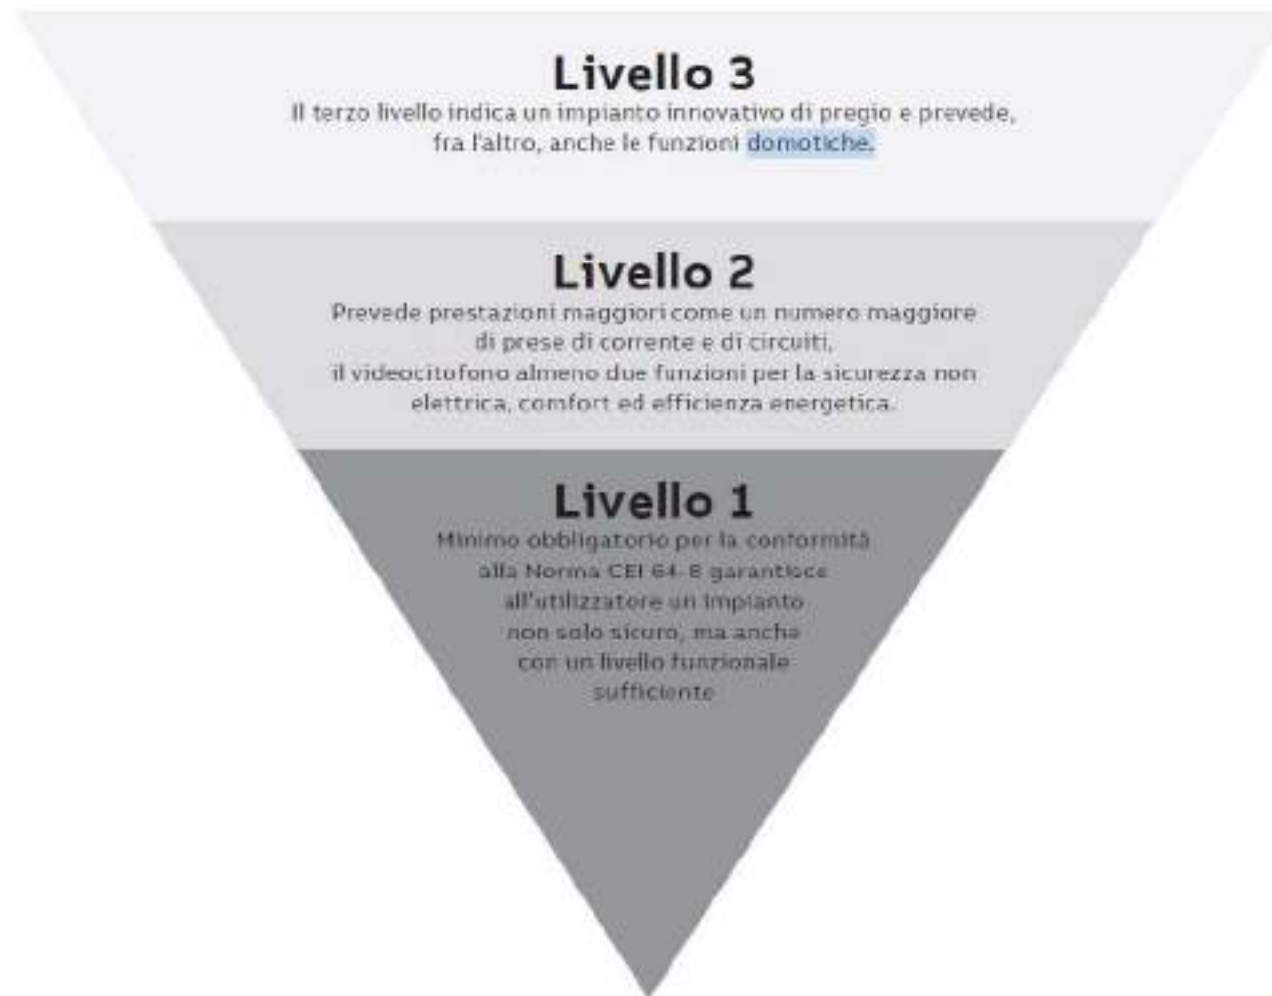 Livello 3
Il terzo livello indica un impianto innovativo di pregio e prevede,
fra l'altro, anche le funzioni domotiche.
Livello 2
Prevede prestazioni maggiori come un numero maggiore
di prese di corrente e di circuiti,
il videocitofono almeno due funzioni per la sicurezza non
elettrica, comfort ed efficienza energetica.
Livello 1
Minimo obbligatorio per la conformità
alla Norma CEI 64-8 garantisce
all'utilizzatore un impianto
non solo sicuro, ma anche
con un livello funzionale
sufficiente